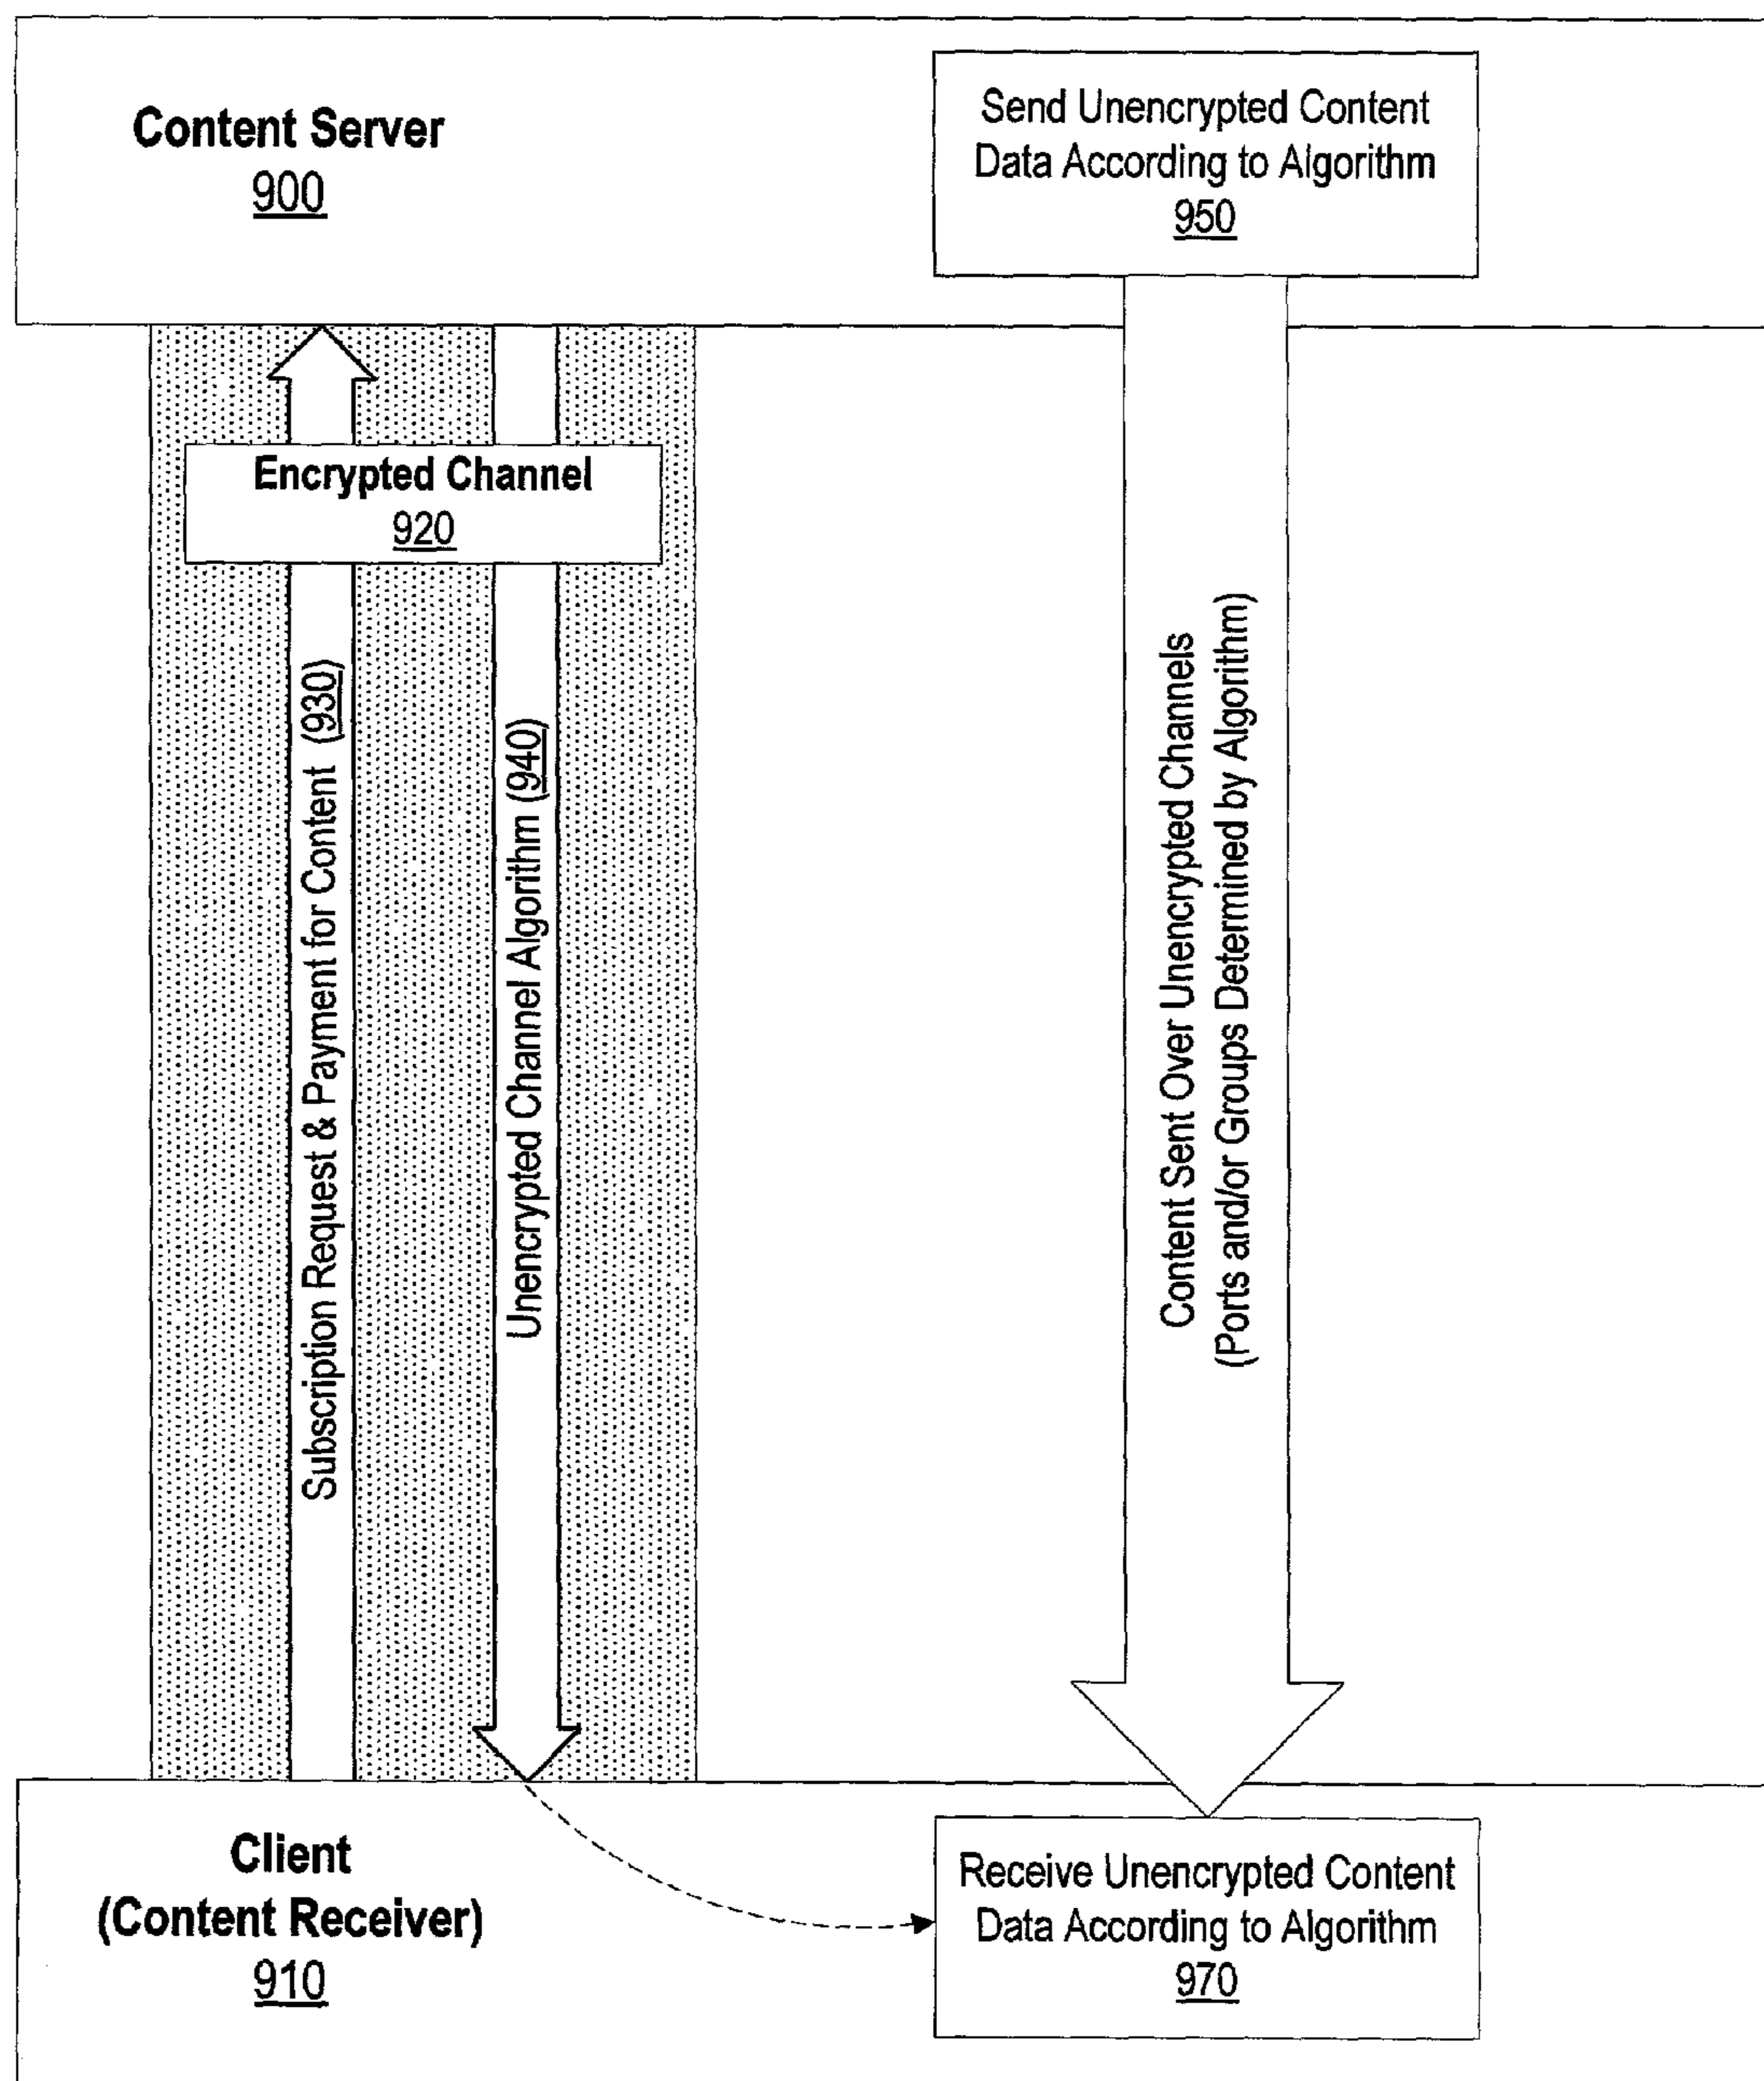 Content Server
900
Send Unencrypted Content
Data According to Algorithm
950
Encrypted Channel
920
Subscription Request & Payment for Content (930)
Unencrypted Channel Algorithm (940)
Content Sent Over Unencrypted Channels
(Ports and/or Groups Determined by Algorithm)
Client
(Content Receiver)
910
Receive Unencrypted Content
Data According to Algorithm
970